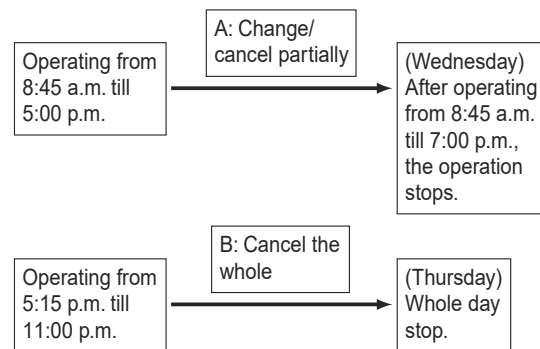 A: Change/
cancel partially
Operating from
8:45 a.m. till
5:00 p.m.
(Wednesday)
After operating
from 8:45 a.m.
till 7:00 p.m.,
the operation
stops.
B: Cancel the
whole
Operating from
5:15 p.m. till
11:00 p.m.
(Thursday)
Whole day
stop.